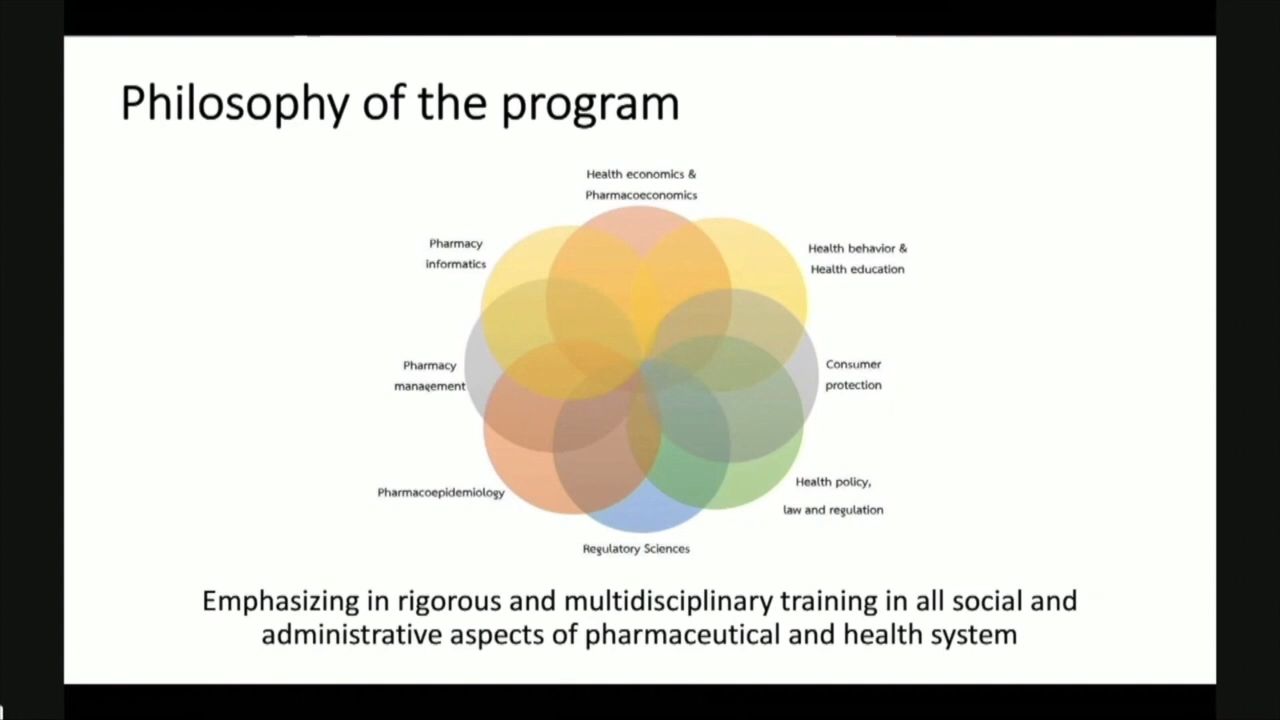 Philosophy of the program
Health economics &
Pharmacoeconomics
Pharmacy
informatics
Health behavior &
Health education
Pharmacy
management
Consumer
protection
Pharmacoepidemiology
Health policy,
law and regulation
Regulatory Sciences
Emphasizing in rigorous and multidisciplinary training in all social and
administrative aspects of pharmaceutical and health system